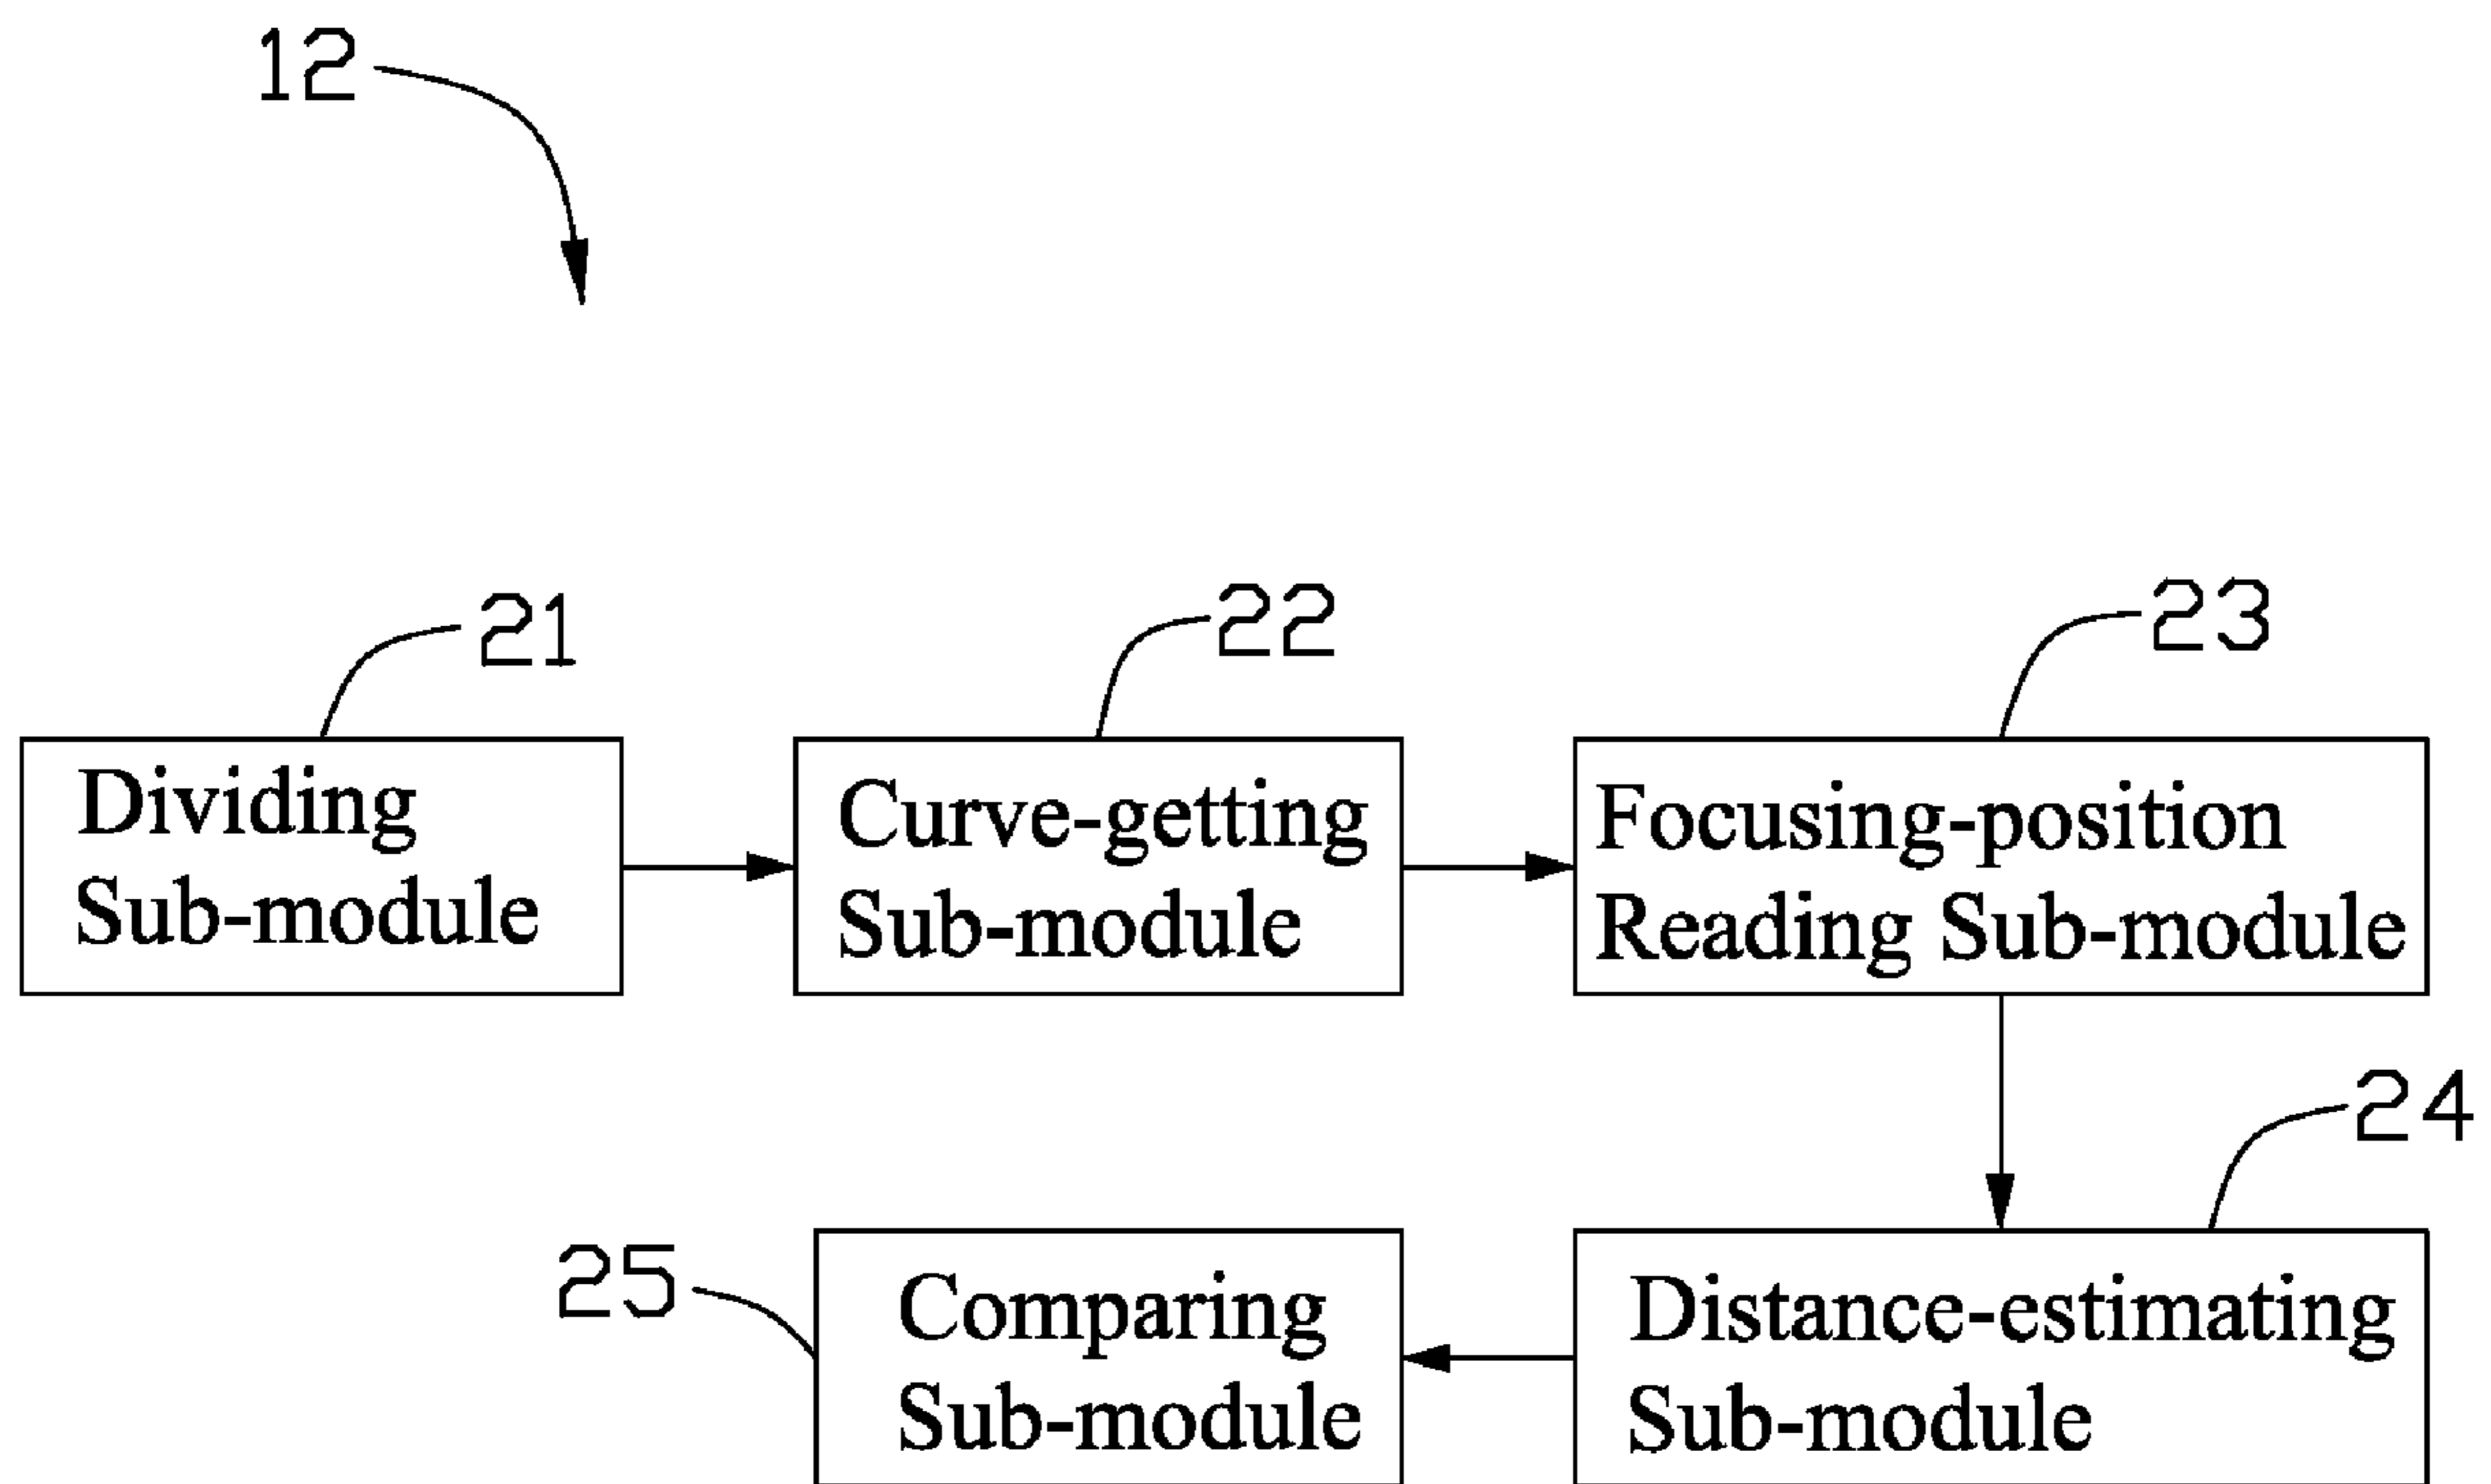 12
21
22
23
Dividing
Sub-module
Curve-getting
Sub-module
Focusing-position
Reading Sub-module
24
25
Comparing
Sub-module
Distance-estimating
Sub-module